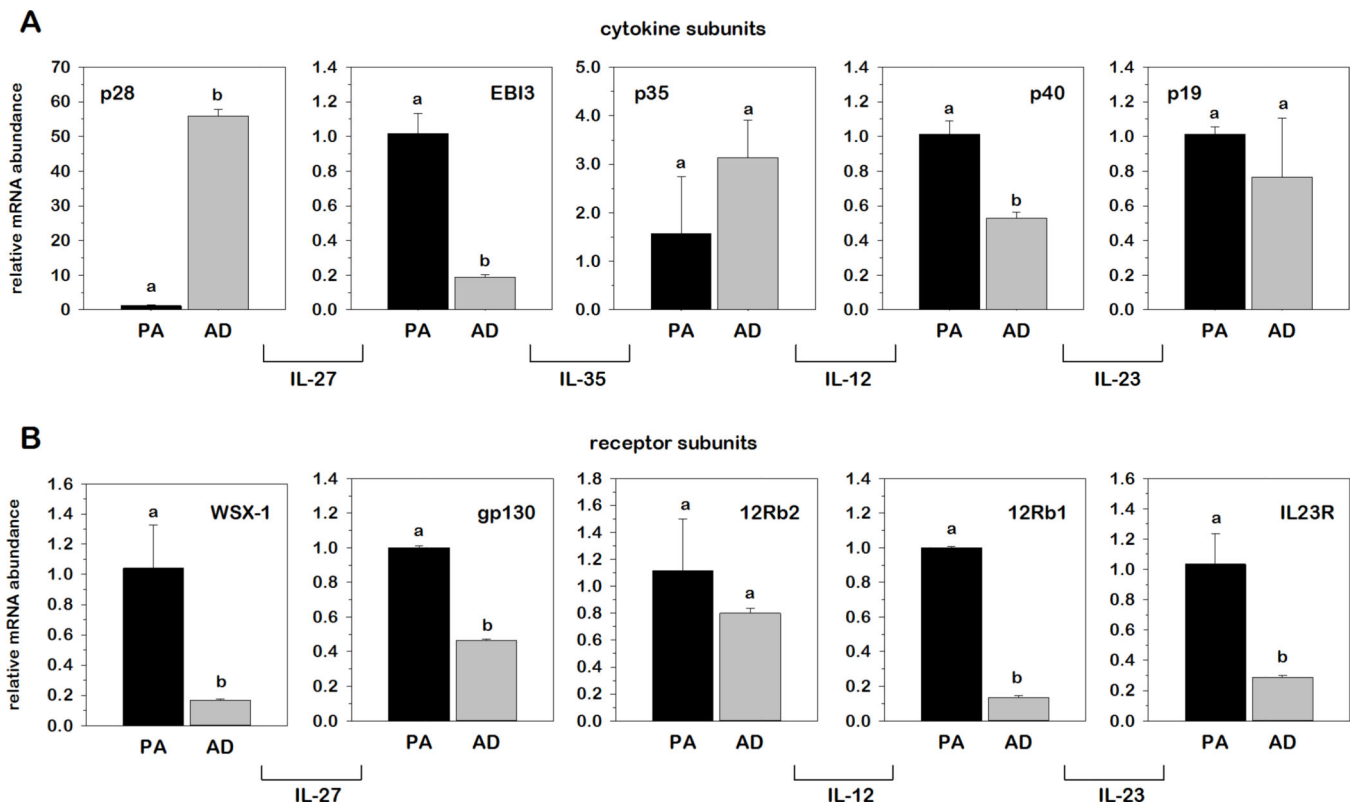 A
cytokine subunits
relative mRNA abundance
70
60
50
40
30
20
10
0
p28
a
b
PA AD
1.4
1.2
1.0
0.8
0.6
0.4
0.2
0.0
EBI3
a
b
PA AD
5.0
4.0
3.0
2.0
1.0
0.0
p35
a
a
PA AD
1.4
1.2
1.0
0.8
0.6
0.4
0.2
0.0
p40
a
b
PA AD
1.4
1.2
1.0
0.8
0.6
0.4
0.2
0.0
p19
a
a
PA AD
IL-27 IL-35 IL-12 IL-23
B
receptor subunits
relative mRNA abundance
1.6
1.4
1.2
1.0
0.8
0.6
0.4
0.2
0.0
WSX-1
a
b
PA AD
1.4
1.2
1.0
0.8
0.6
0.4
0.2
0.0
gp130
a
b
PA AD
1.8
1.6
1.4
1.2
1.0
0.8
0.6
0.4
0.2
0.0
12Rb2
a
a
PA AD
1.4
1.2
1.0
0.8
0.6
0.4
0.2
0.0
12Rb1
a
b
PA AD
1.6
1.4
1.2
1.0
0.8
0.6
0.4
0.2
0.0
IL23R
a
b
PA AD
IL-27 IL-12 IL-23